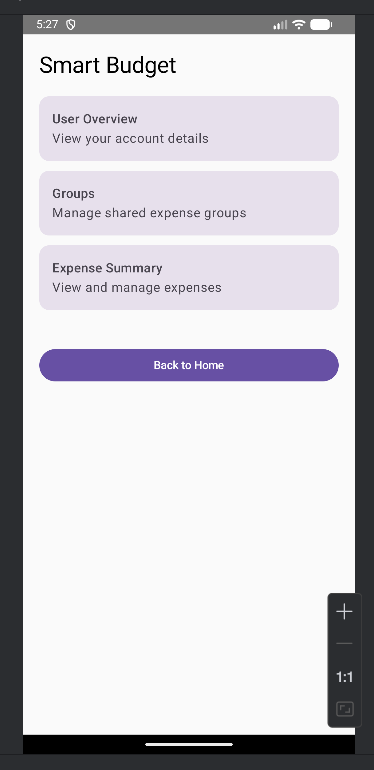 5:27
Smart Budget
User Overview
View your account details
Groups
Manage shared expense groups
Expense Summary
View and manage expenses
Back to Home
1:1